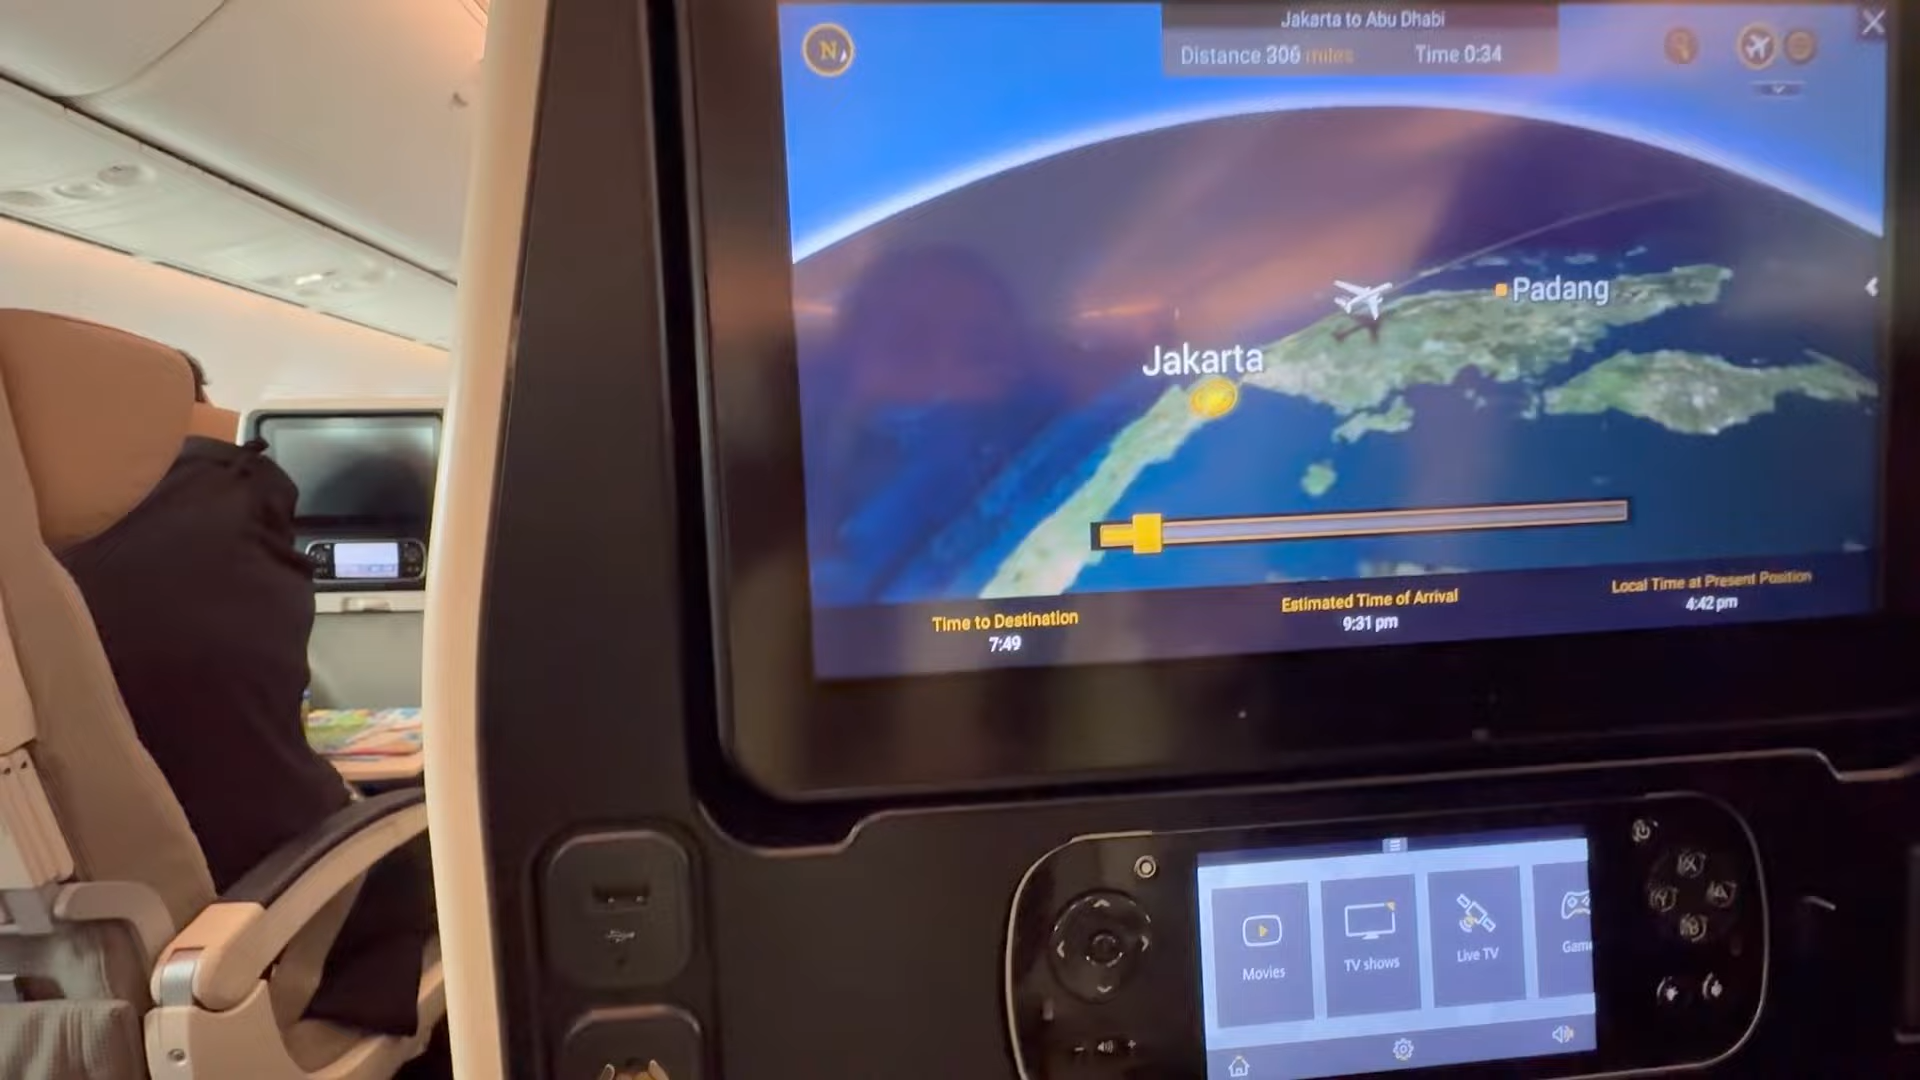 Jakarta to Abu Dhabi
Distance 306 miles Time 0:34
N
Padang
Jakarta
Time to Destination
7:49
Estimated Time of Arrival
9:31 pm
Local Time at Present Position
4:42 pm
Movies
TV shows
Live TV
Gam
X
Y
A
B